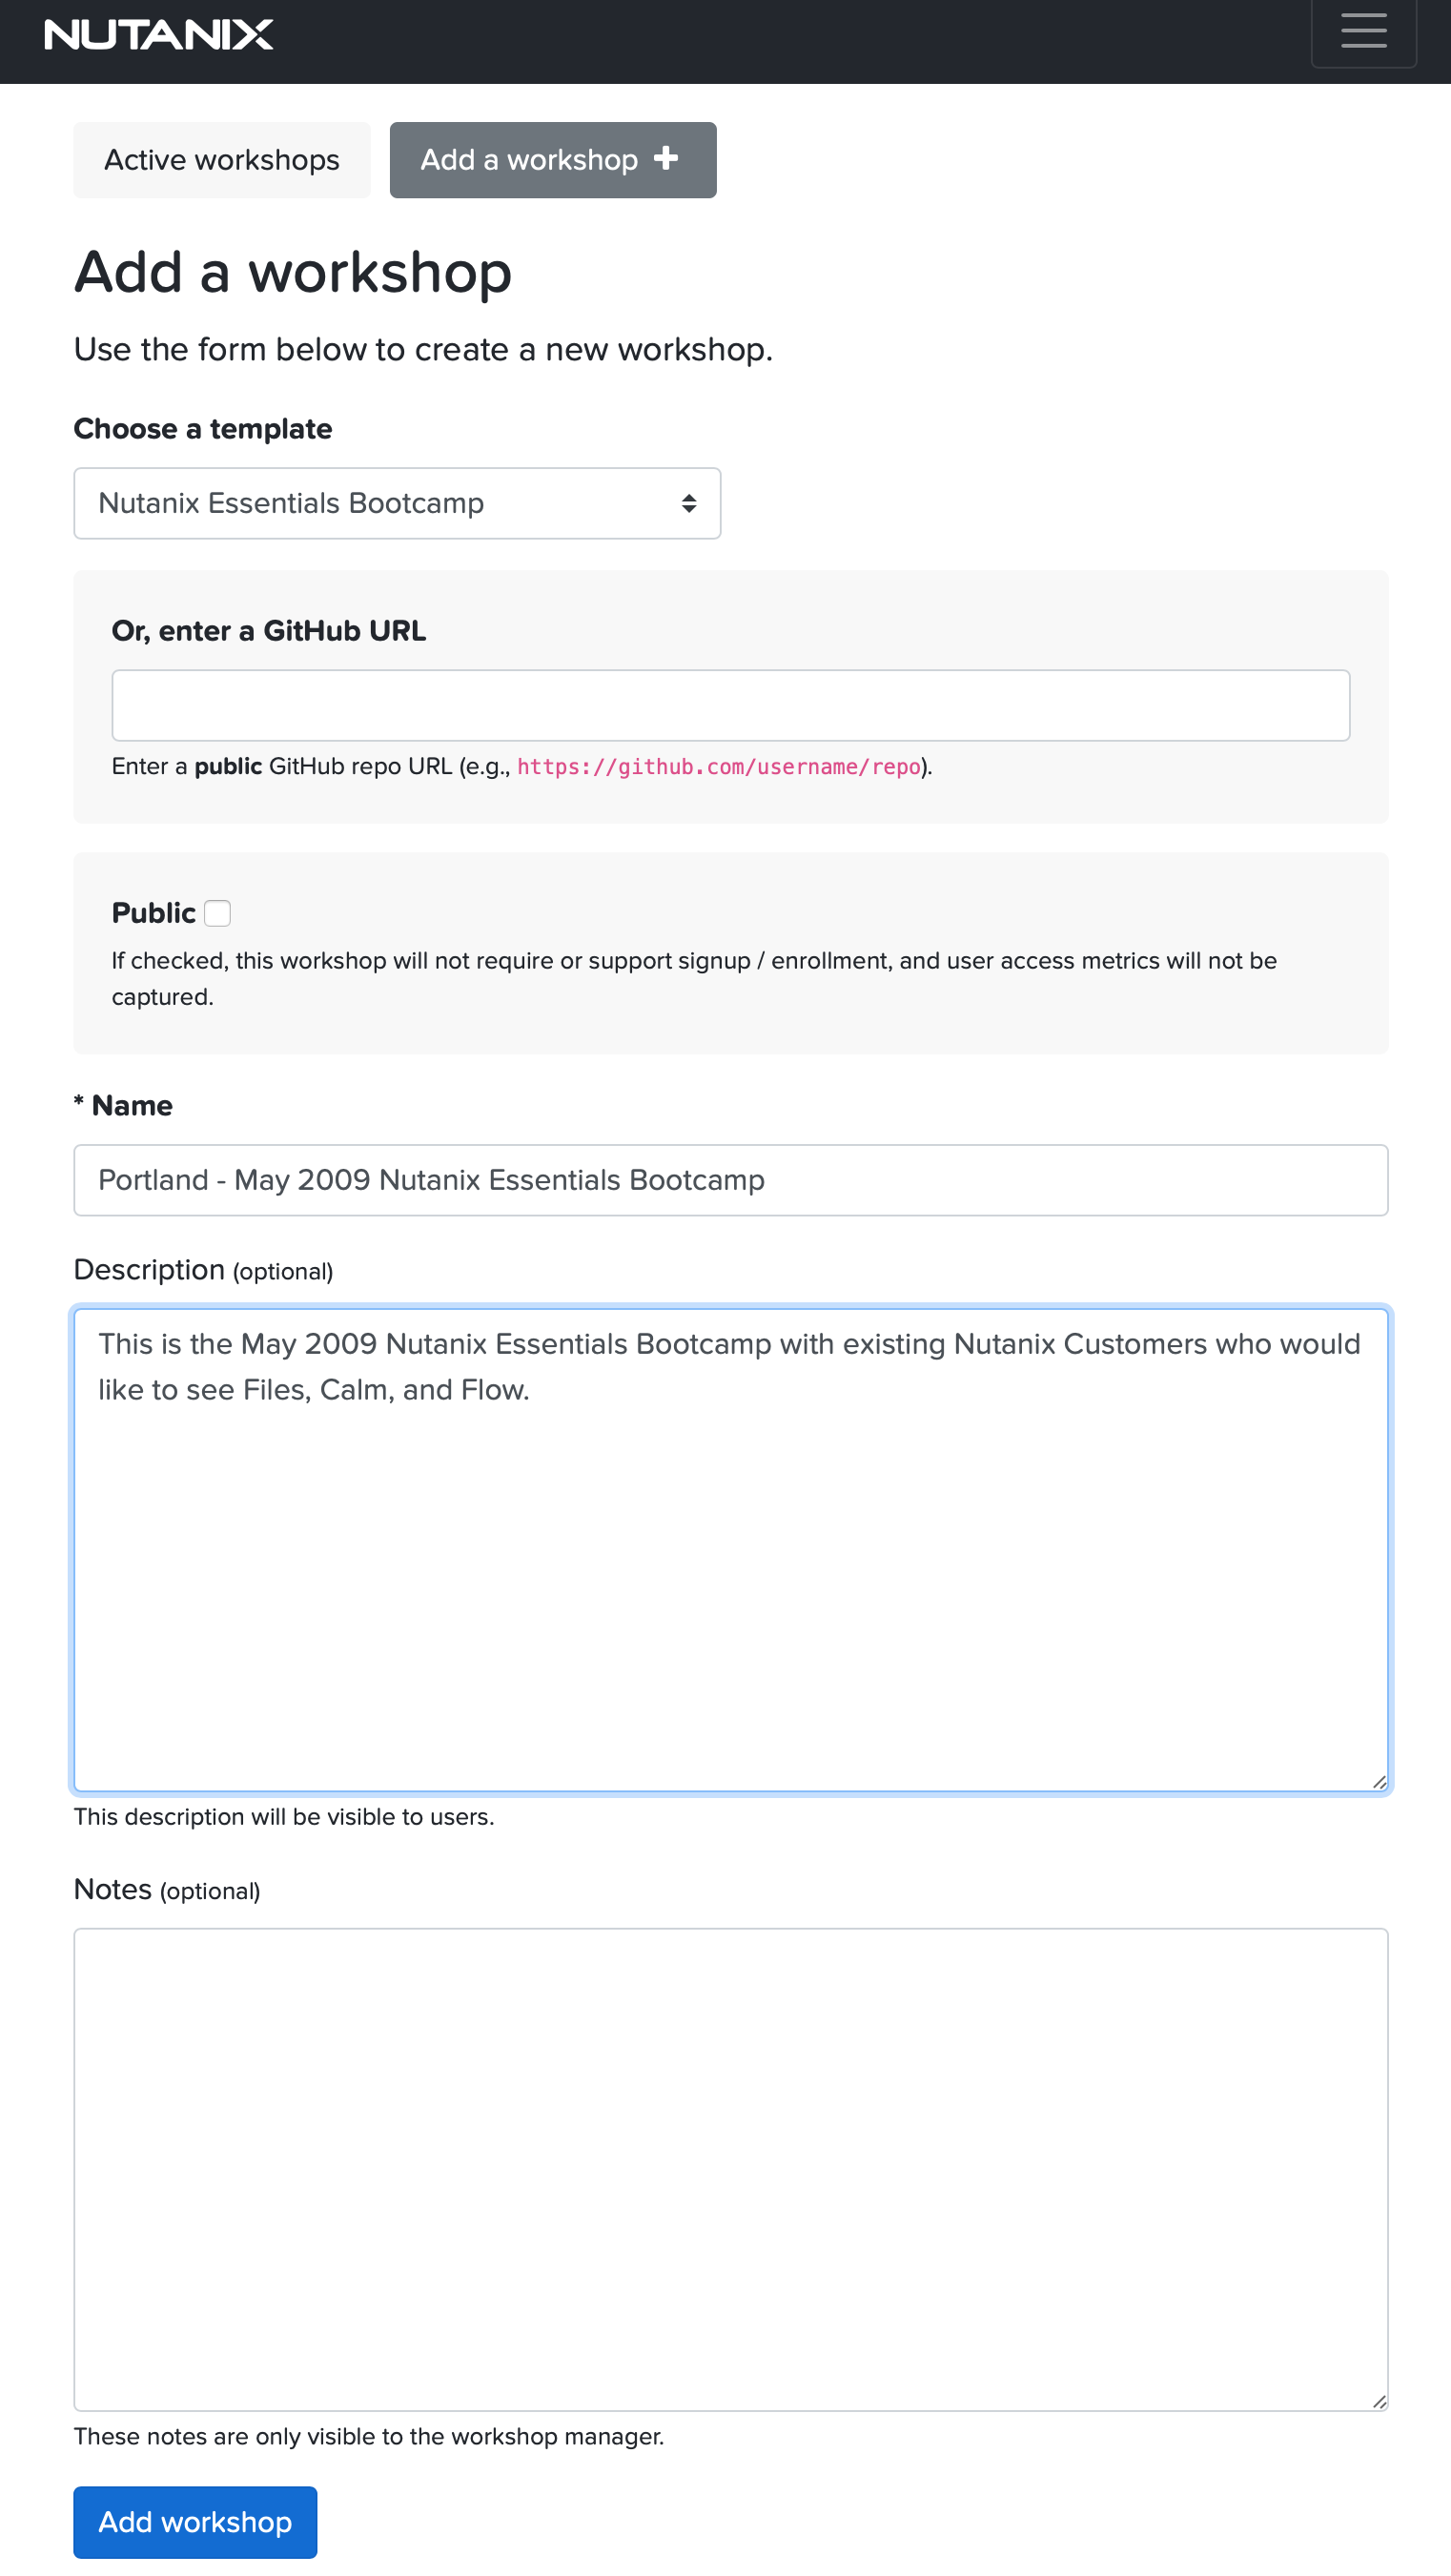 NUTANIX
Active workshops
Add a workshop +
Add a workshop
Use the form below to create a new workshop.
Choose a template
Nutanix Essentials Bootcamp
Or, enter a GitHub URL
Enter a public GitHub repo URL (e.g., https://github.com/username/repo).
Public
If checked, this workshop will not require or support signup / enrollment, and user access metrics will not be
captured.
* Name
Portland - May 2009 Nutanix Essentials Bootcamp
Description (optional)
This is the May 2009 Nutanix Essentials Bootcamp with existing Nutanix Customers who would
like to see Files, Calm, and Flow.
This description will be visible to users.
Notes (optional)
These notes are only visible to the workshop manager.
Add workshop